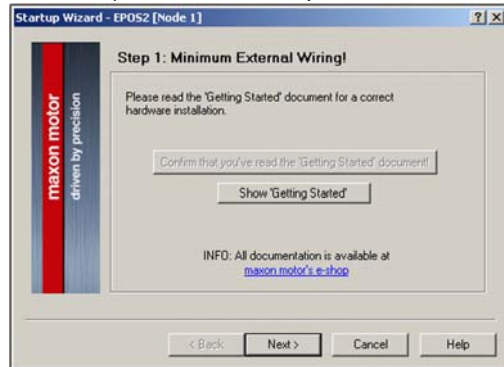 Startup Wizard - EPOS2 [Node 1]
maxon motor
driven by precision
Step 1: Minimum External Wiring!
Please read the 'Getting Started' document for a correct
hardware installation.
Confirm that you've read the 'Getting Started' document!
Show 'Getting Started'
INFO: All documentation is available at
maxon motor's e-shop
< Back
Next >
Cancel
Help